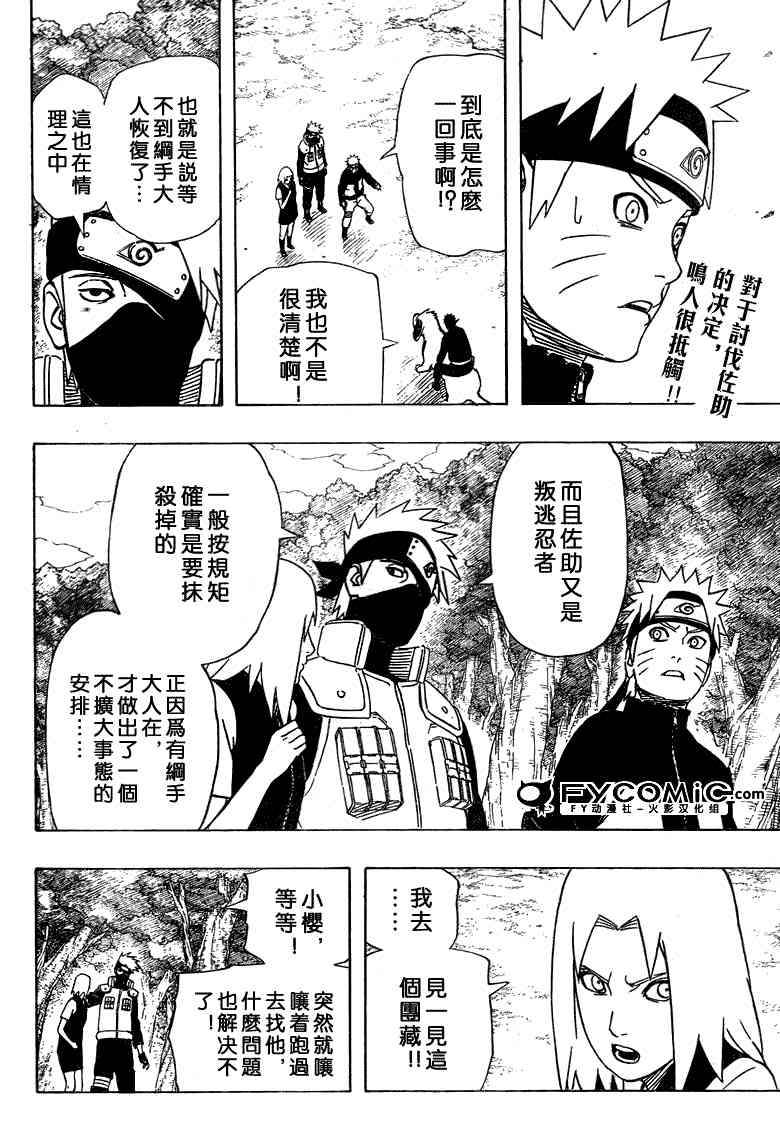 對于討伐佐助
的决定，
鳴人很抵觸!!
到底是怎麽
一回事啊!?
我也不是
很清楚啊！
也就是説等
不到綱手大
人恢復了…
這也在情
理之中
而且佐助又是
叛逃忍者
一般按規矩
確實是要抹
殺掉的
正因爲有綱手
大人在，
才做出了一個
不擴大事態的
安排……
FYCOMiC.com
FY动漫社-火影汉化组
我去
……
見一見這
個團藏!!
小櫻，
等等！
突然就嚷
嚷着跑過
去找他，
什麽問題
也解决不
了！